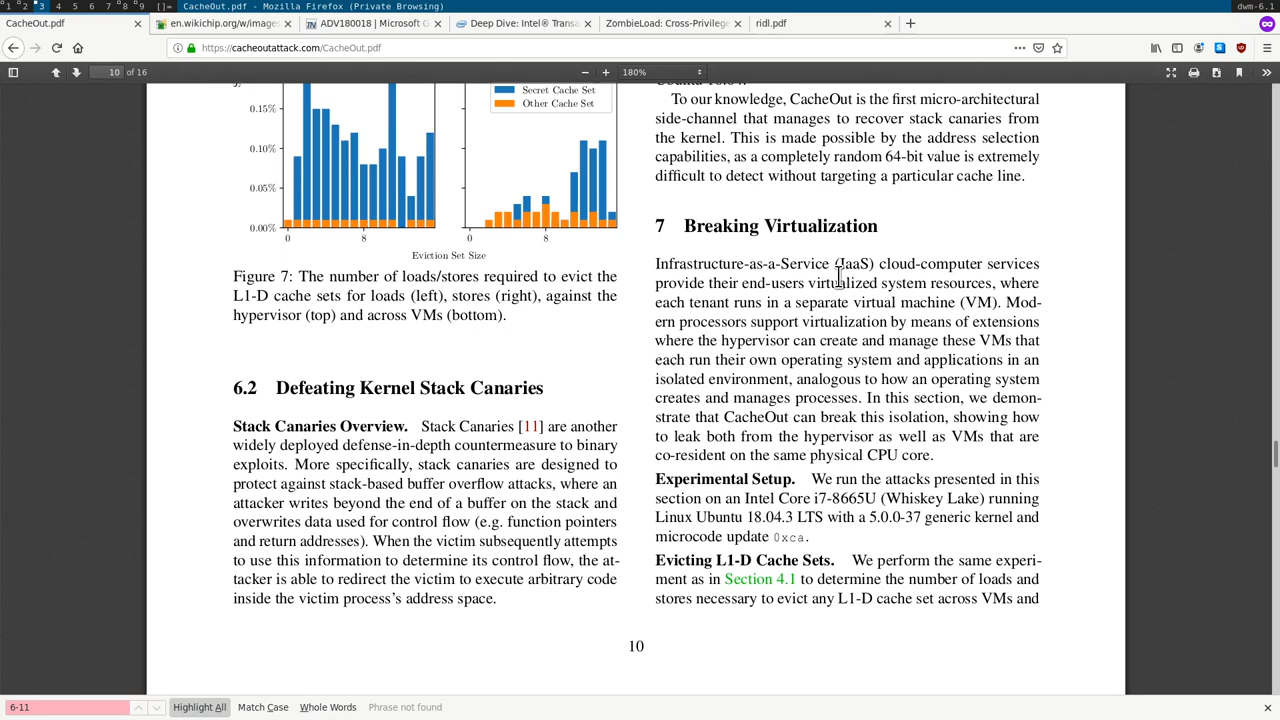 1 2 3 4 5 6 7 8 9 []= CacheOut.pdf - Mozilla Firefox (Private Browsing) dwm-6.1
CacheOut.pdf
en.wikichip.org/w/images
ADV180018 | Microsoft G
Deep Dive: Intel® Transa
ZombieLoad: Cross-Privilege
ridl.pdf
https://cacheoutattack.com/CacheOut.pdf
10 of 16
180%
0.15%
0.10%
0.05%
0.00%
Secret Cache Set
Other Cache Set
0 8 0 8
Eviction Set Size
Figure 7: The number of loads/stores required to evict the
L1-D cache sets for loads (left), stores (right), against the
hypervisor (top) and across VMs (bottom).
6.2 Defeating Kernel Stack Canaries
Stack Canaries Overview. Stack Canaries [11] are another
widely deployed defense-in-depth countermeasure to binary
exploits. More specifically, stack canaries are designed to
protect against stack-based buffer overflow attacks, where an
attacker writes beyond the end of a buffer on the stack and
overwrites data used for control flow (e.g. function pointers
and return addresses). When the victim subsequently attempts
to use this information to determine its control flow, the at-
tacker is able to redirect the victim to execute arbitrary code
inside the victim process's address space.
To our knowledge, CacheOut is the first micro-architectural
side-channel that manages to recover stack canaries from
the kernel. This is made possible by the address selection
capabilities, as a completely random 64-bit value is extremely
difficult to detect without targeting a particular cache line.
7 Breaking Virtualization
Infrastructure-as-a-Service (IaaS) cloud-computer services
provide their end-users virtualized system resources, where
each tenant runs in a separate virtual machine (VM). Mod-
ern processors support virtualization by means of extensions
where the hypervisor can create and manage these VMs that
each run their own operating system and applications in an
isolated environment, analogous to how an operating system
creates and manages processes. In this section, we demon-
strate that CacheOut can break this isolation, showing how
to leak both from the hypervisor as well as VMs that are
co-resident on the same physical CPU core.
Experimental Setup. We run the attacks presented in this
section on an Intel Core i7-8665U (Whiskey Lake) running
Linux Ubuntu 18.04.3 LTS with a 5.0.0-37 generic kernel and
microcode update 0xca.
Evicting L1-D Cache Sets. We perform the same experi-
ment as in Section 4.1 to determine the number of loads and
stores necessary to evict any L1-D cache set across VMs and
10
6-11
Highlight All Match Case Whole Words Phrase not found